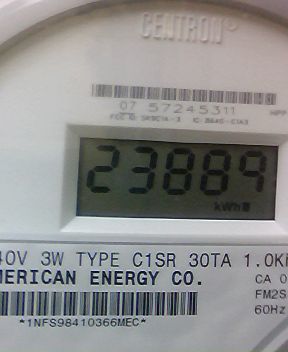 CENTRON®
07 57245311
23889
kWh
40V 3W TYPE C1SR 30TA 1.0K
MERICAN ENERGY CO.
CA 0
FM2S
60Hz
*1NFS98410366MEC*